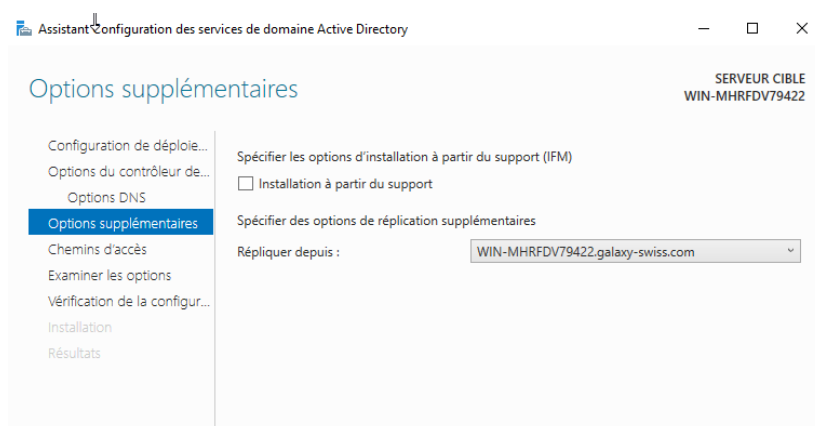 Assistant Configuration des services de domaine Active Directory
Options supplémentaires
SERVEUR CIBLE
WIN-MHRFDV79422
Configuration de déploie...
Options du contrôleur de...
Options DNS
Options supplémentaires
Chemins d'accès
Examiner les options
Vérification de la configur...
Installation
Résultats
Spécifier les options d'installation à partir du support (IFM)
Installation à partir du support
Spécifier des options de réplication supplémentaires
Répliquer depuis :
WIN-MHRFDV79422.galaxy-swiss.com